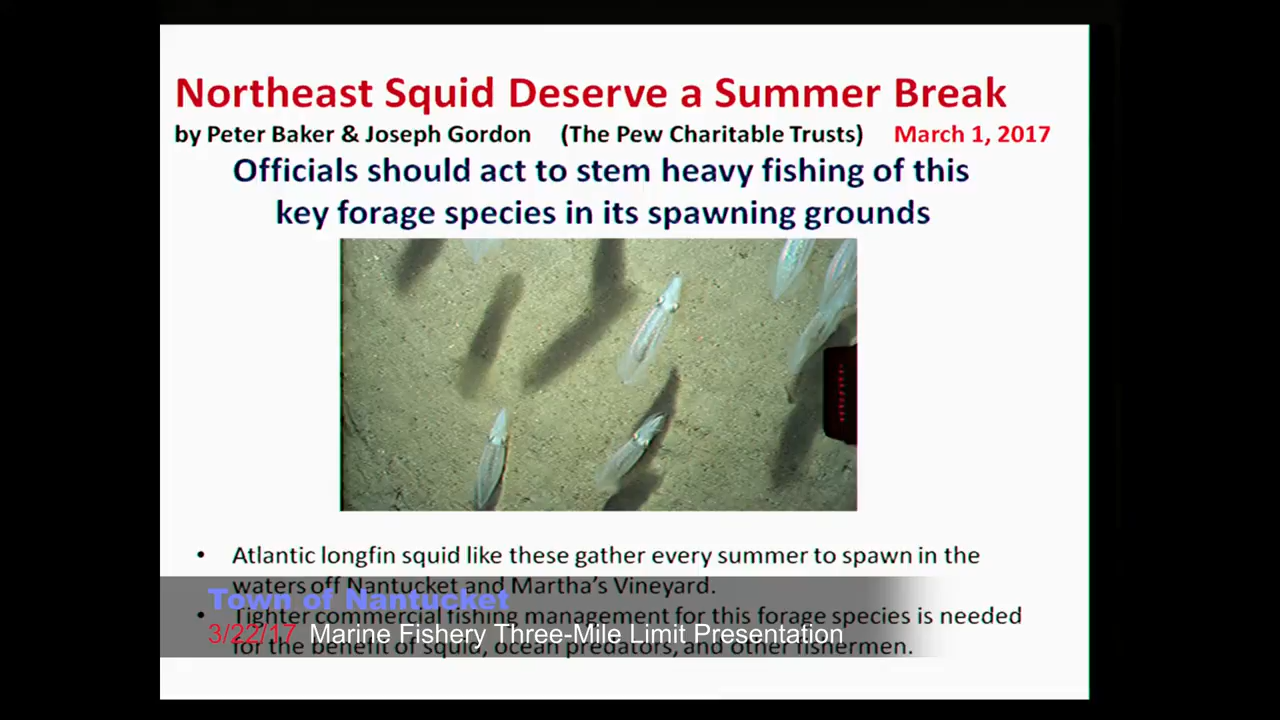 Northeast Squid Deserve a Summer Break
by Peter Baker & Joseph Gordon (The Pew Charitable Trusts) March 1, 2017
Officials should act to stem heavy fishing of this
key forage species in its spawning grounds
• Atlantic longfin squid like these gather every summer to spawn in the
waters off Nantucket and Martha's Vineyard.
Town of Nantucket
• Tighter commercial fishing management for this forage species is needed
3/22/17 Marine Fishery Three-Mile Limit Presentation
for the benefit of squid, ocean predators, and other fishermen.